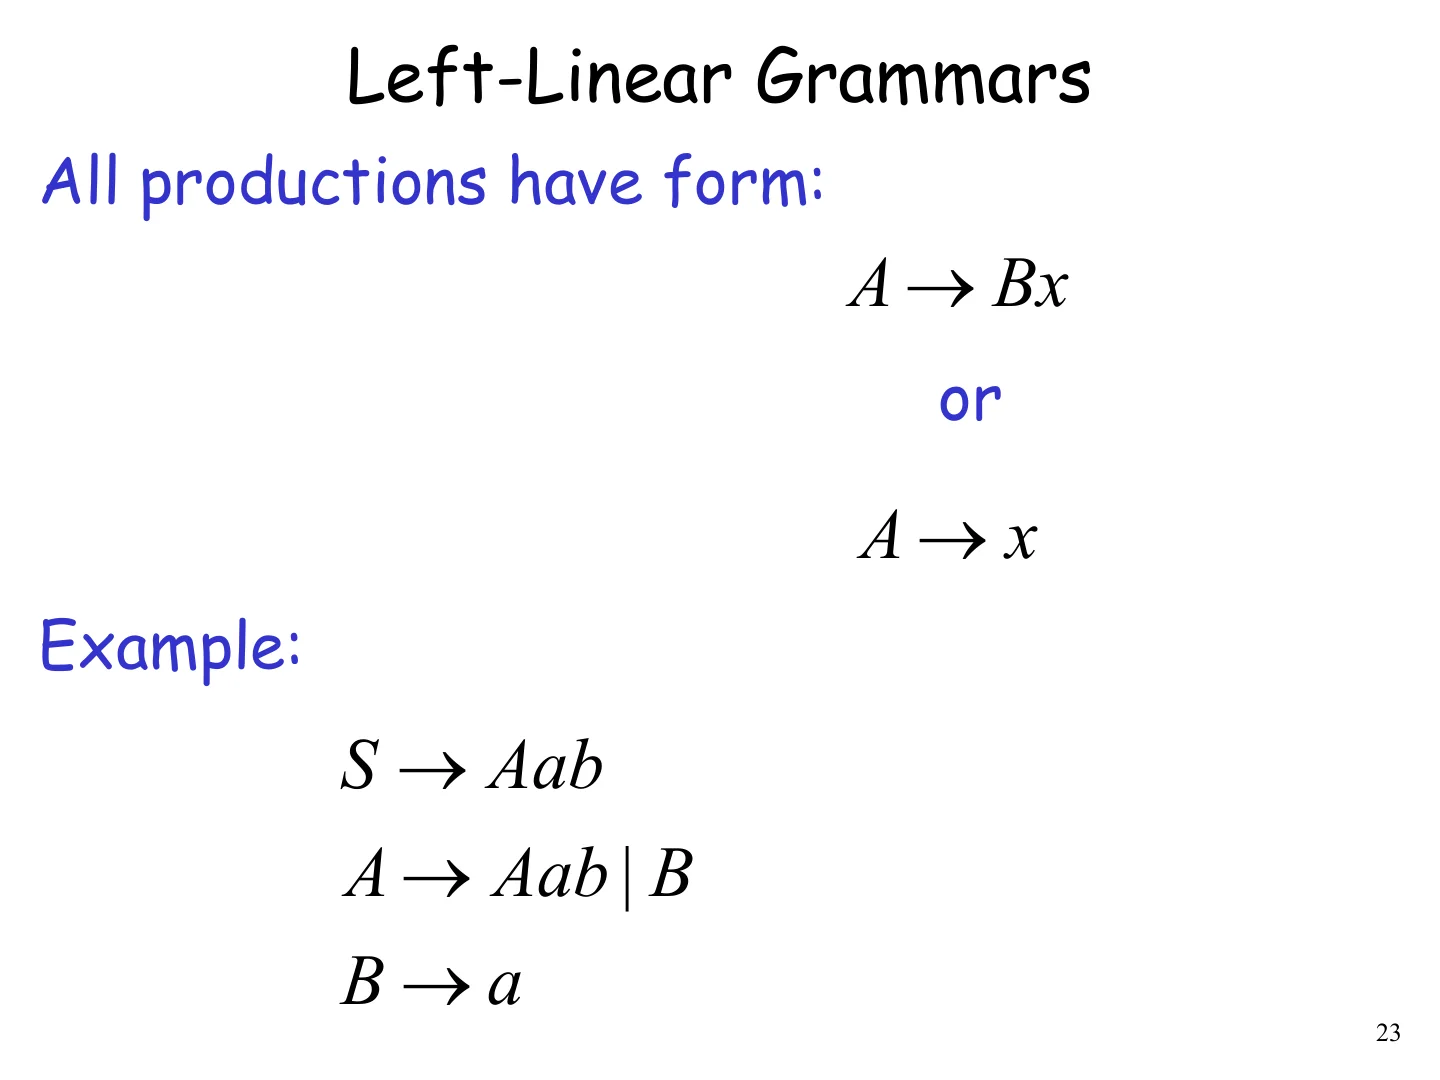 Left-Linear Grammars
All productions have form:
A → Bx
or
A → x
Example:
S → Aab
A → Aab | B
B → a
23